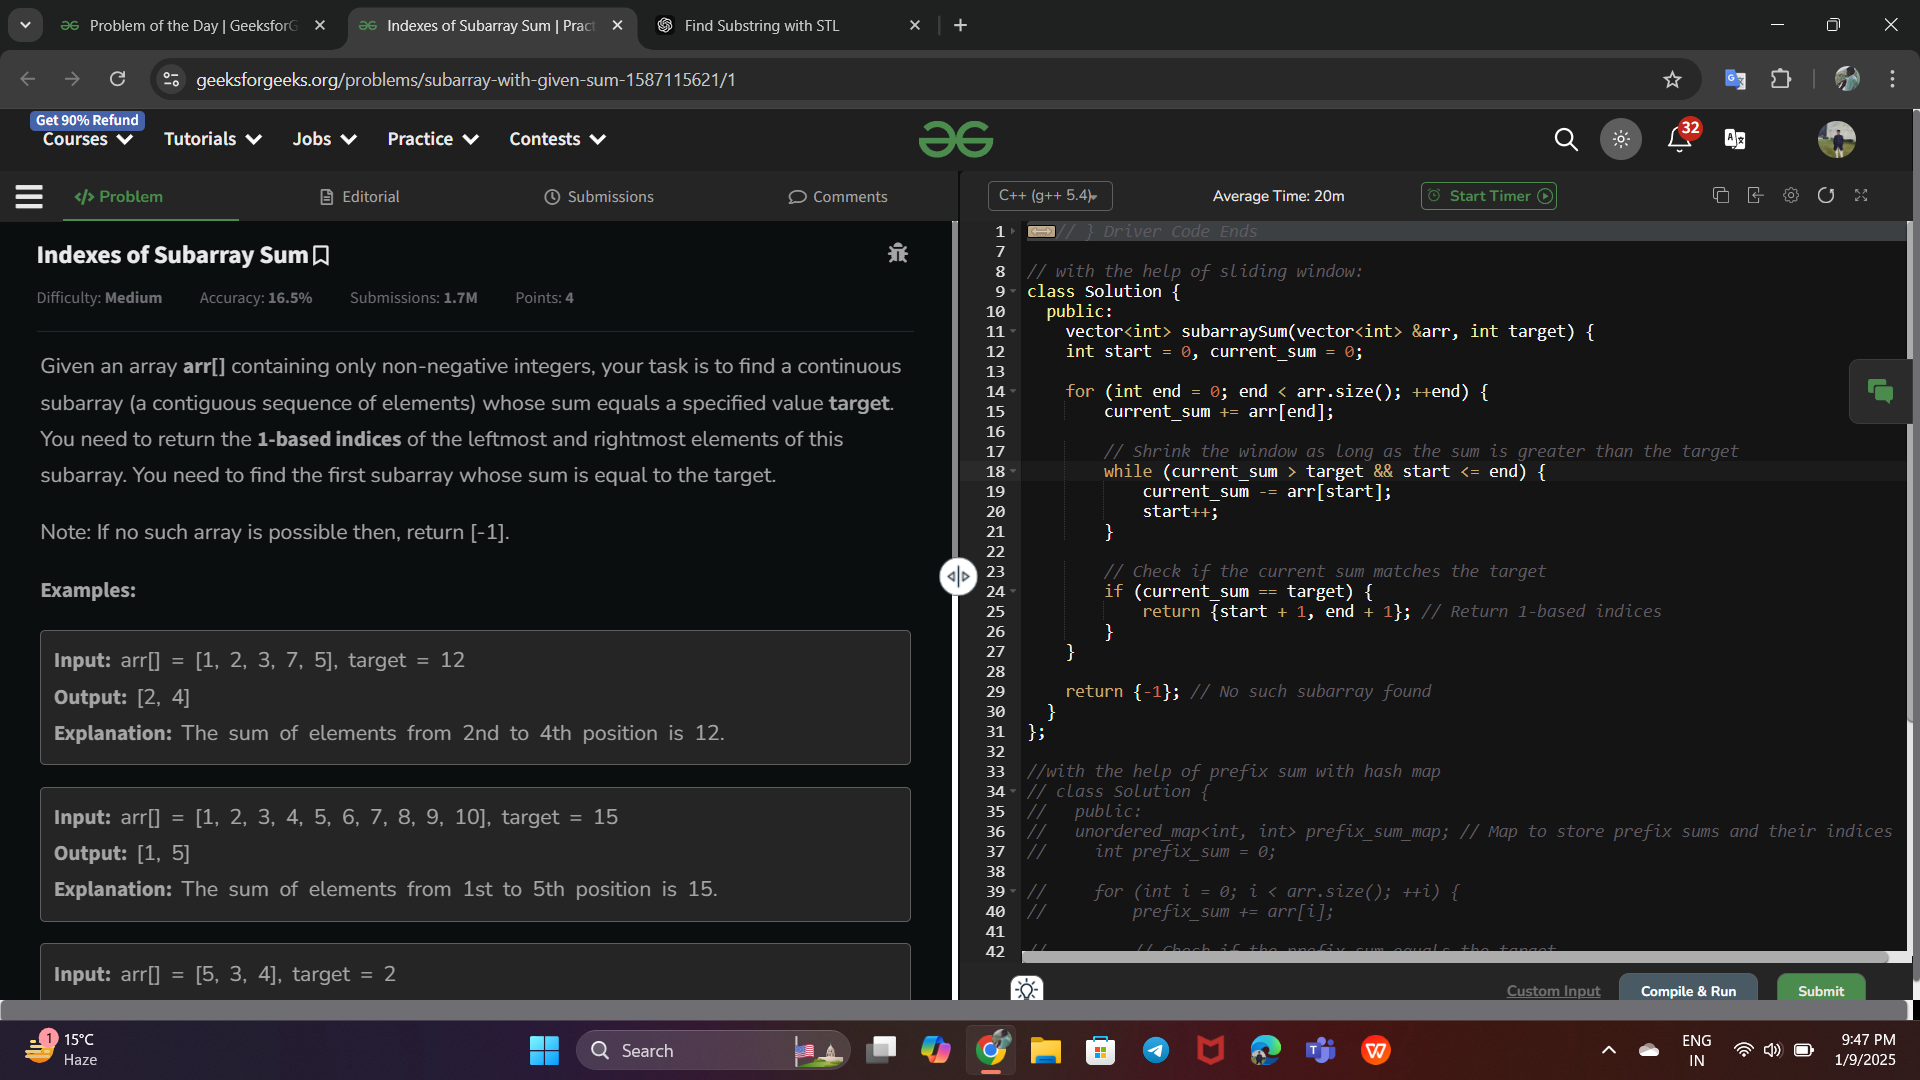 Problem of the Day | GeeksforG
Indexes of Subarray Sum | Pract
Find Substring with STL
geeksforgeeks.org/problems/subarray-with-given-sum-1587115621/1
Get 90% Refund
Courses
Tutorials
Jobs
Practice
Contests
32
</> Problem
Editorial
Submissions
Comments
C++ (g++ 5.4)
Average Time: 20m
Start Timer
Indexes of Subarray Sum
Difficulty: Medium
Accuracy: 16.5%
Submissions: 1.7M
Points: 4
Given an array arr[] containing only non-negative integers, your task is to find a continuous
subarray (a contiguous sequence of elements) whose sum equals a specified value target.
You need to return the 1-based indices of the leftmost and rightmost elements of this
subarray. You need to find the first subarray whose sum is equal to the target.
Note: If no such array is possible then, return [-1].
Examples:
Input: arr[] = [1, 2, 3, 7, 5], target = 12
Output: [2, 4]
Explanation: The sum of elements from 2nd to 4th position is 12.
Input: arr[] = [1, 2, 3, 4, 5, 6, 7, 8, 9, 10], target = 15
Output: [1, 5]
Explanation: The sum of elements from 1st to 5th position is 15.
Input: arr[] = [5, 3, 4], target = 2
1 // } Driver Code Ends
7
8 // with the help of sliding window:
9 class Solution {
10 public:
11 vector<int> subarraySum(vector<int> &arr, int target) {
12 int start = 0, current_sum = 0;
13
14 for (int end = 0; end < arr.size(); ++end) {
15 current_sum += arr[end];
16
17 // Shrink the window as long as the sum is greater than the target
18 while (current_sum > target && start <= end) {
19 current_sum -= arr[start];
20 start++;
21 }
22
23 // Check if the current sum matches the target
24 if (current_sum == target) {
25 return {start + 1, end + 1}; // Return 1-based indices
26 }
27 }
28
29 return {-1}; // No such subarray found
30 }
31 };
32
33 //with the help of prefix sum with hash map
34 // class Solution {
35 // public:
36 // unordered_map<int, int> prefix_sum_map; // Map to store prefix sums and their indices
37 // int prefix_sum = 0;
38
39 // for (int i = 0; i < arr.size(); ++i) {
40 // prefix_sum += arr[i];
41
42 // // Check if the prefix sum equals the target
Custom Input
Compile & Run
Submit
1
15°C
Haze
Search
ENG
IN
9:47 PM
1/9/2025